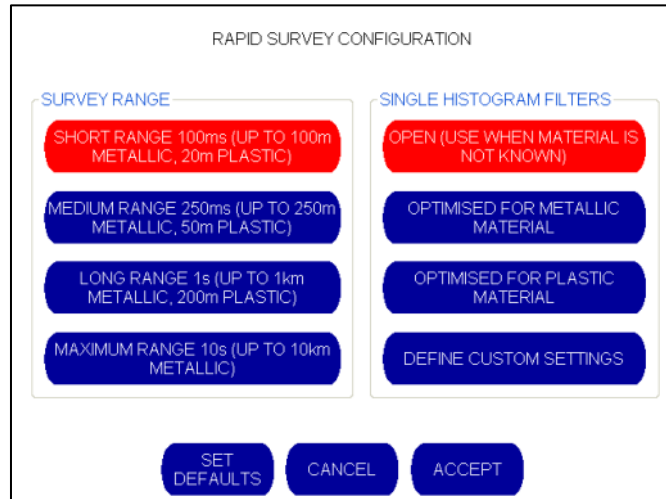 RAPID SURVEY CONFIGURATION
SURVEY RANGE
SHORT RANGE 100ms (UP TO 100m
METALLIC, 20m PLASTIC)
MEDIUM RANGE 250ms (UP TO 250m
METALLIC, 50m PLASTIC)
LONG RANGE 1s (UP TO 1km
METALLIC, 200m PLASTIC)
MAXIMUM RANGE 10s (UP TO 10km
METALLIC)
SINGLE HISTOGRAM FILTERS
OPEN (USE WHEN MATERIAL IS
NOT KNOWN)
OPTIMISED FOR METALLIC
MATERIAL
OPTIMISED FOR PLASTIC
MATERIAL
DEFINE CUSTOM SETTINGS
SET
DEFAULTS
CANCEL
ACCEPT